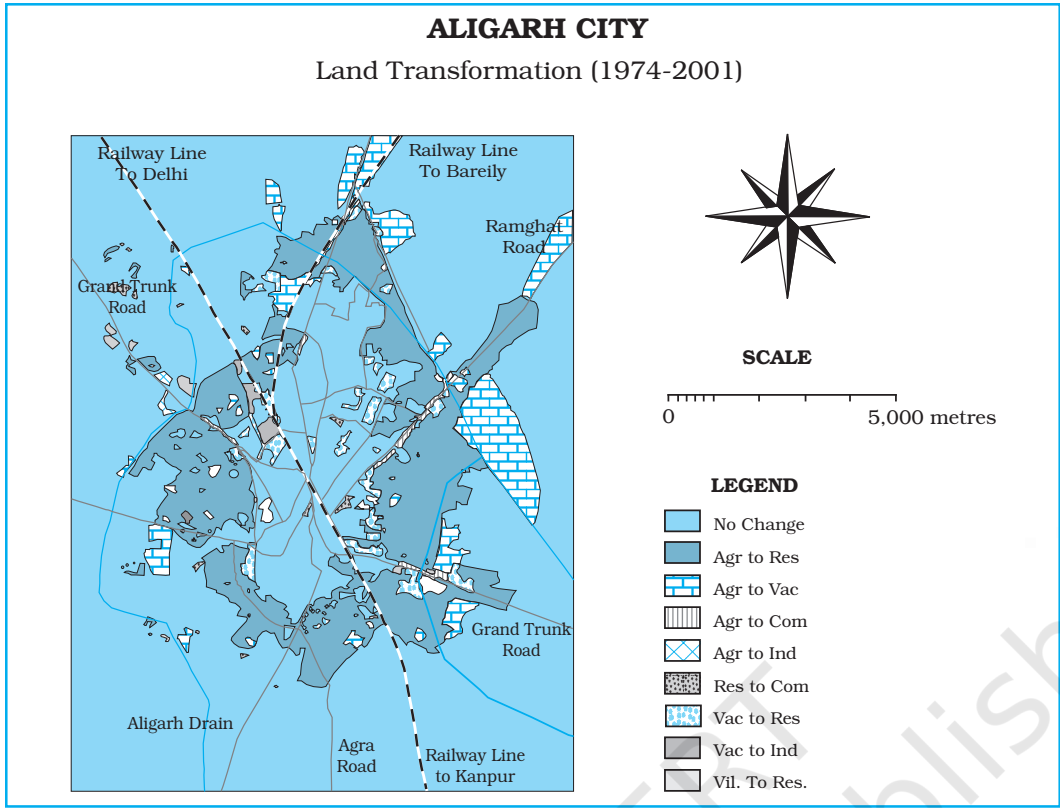 ALIGARH CITY
Land Transformation (1974-2001)
Railway Line
To Delhi
Railway Line
To Bareily
Ramghat
Road
Grand Trunk
Road
SCALE
0
5,000 metres
LEGEND
No Change
Agr to Res
Agr to Vac
Agr to Com
Agr to Ind
Res to Com
Vac to Res
Vac to Ind
Vil. To Res.
Grand Trunk
Road
Aligarh Drain
Agra
Road
Railway Line
to Kanpur